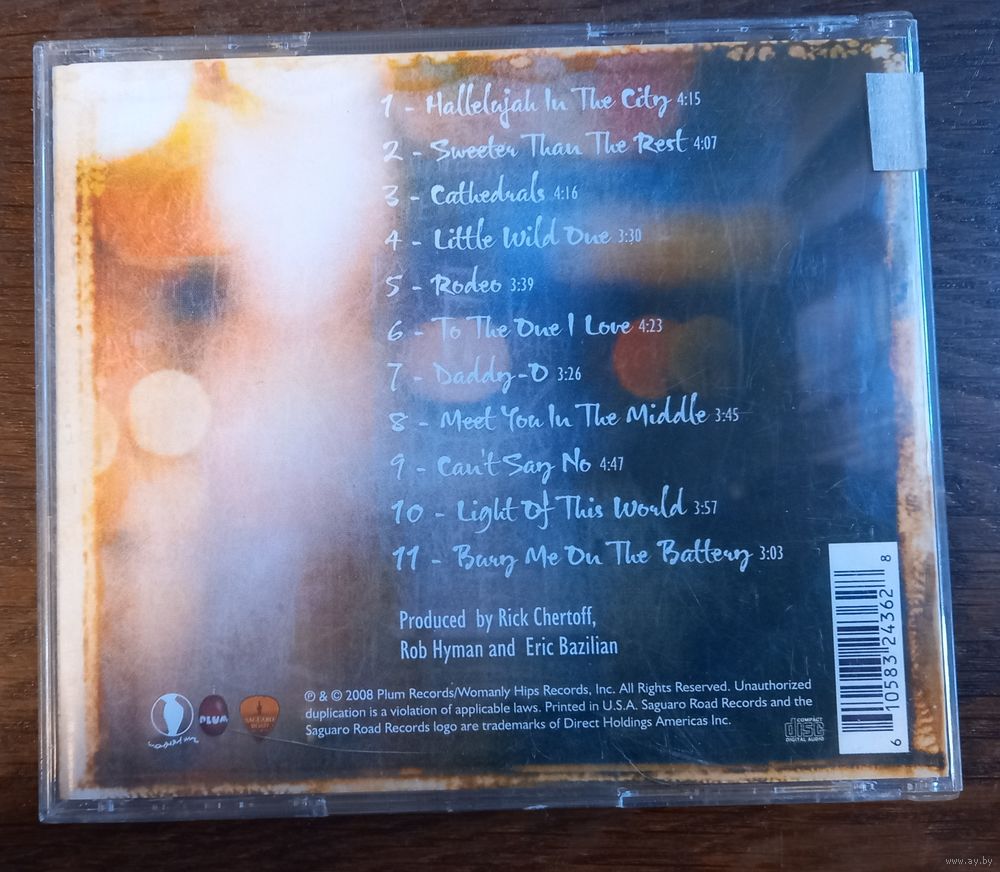 1 - Hallelujah In The City 4:15
2 - Sweeter Than The Rest 4:07
3 - Cathedrals 4:16
4 - Little Wild One 3:30
5 - Rodeo 3:39
6 - To The One I Love 4:23
7 - Daddy-O 3:26
8 - Meet You In The Middle 3:45
9 - Can't Say No 4:47
10 - Light Of This World 3:57
11 - Bury Me On The Battery 3:03
Produced by Rick Chertoff,
Rob Hyman and Eric Bazilian
℗ & © 2008 Plum Records/Womanly Hips Records, Inc. All Rights Reserved. Unauthorized
duplication is a violation of applicable laws. Printed in U.S.A. Saguaro Road Records and the
Saguaro Road Records logo are trademarks of Direct Holdings Americas Inc.
PLUM
SAGUARO
ROAD
COMPACT
disc
DIGITAL AUDIO
6 10583 24362 8
www.ay.by